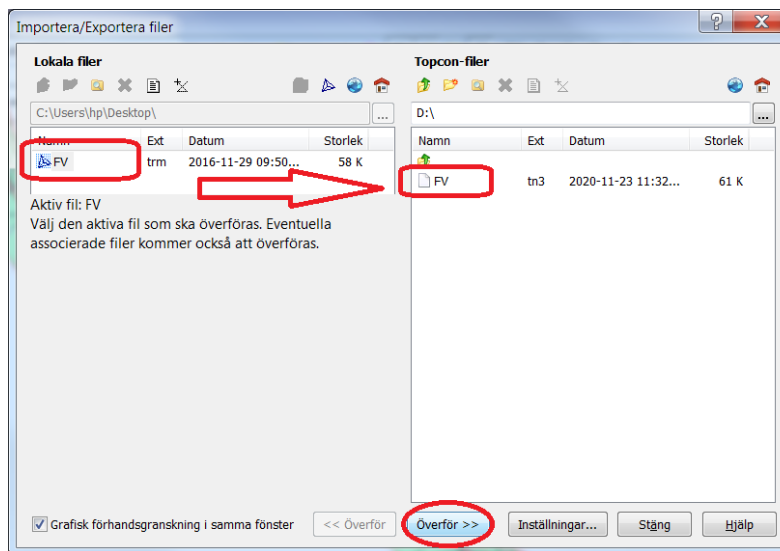 Importera/Exportera filer
Lokala filer
C:\Users\hp\Desktop\
...
Namn Ext Datum Storlek
FV trm 2016-11-29 09:50... 58 K
Aktiv fil: FV
Välj den aktiva fil som ska överföras. Eventuella
associerade filer kommer också att överföras.
Topcon-filer
D:\
...
Namn Ext Datum Storlek
FV tn3 2020-11-23 11:32... 61 K
Grafisk förhandsgranskning i samma fönster
<< Överför
Överför >>
Inställningar...
Stäng
Hjälp